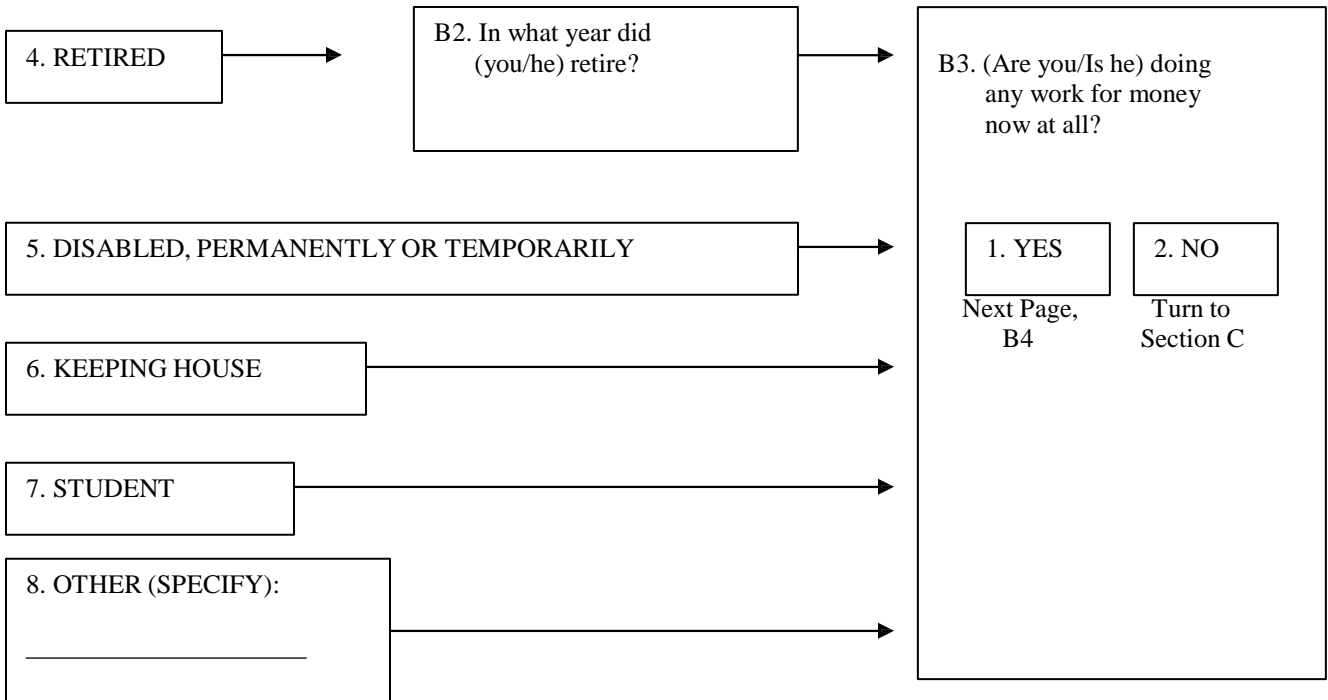 4. RETIRED
B2. In what year did
(you/he) retire?
B3. (Are you/Is he) doing
any work for money
now at all?
1. YES
2. NO
Next Page,
B4
Turn to
Section C
5. DISABLED, PERMANENTLY OR TEMPORARILY
6. KEEPING HOUSE
7. STUDENT
8. OTHER (SPECIFY):